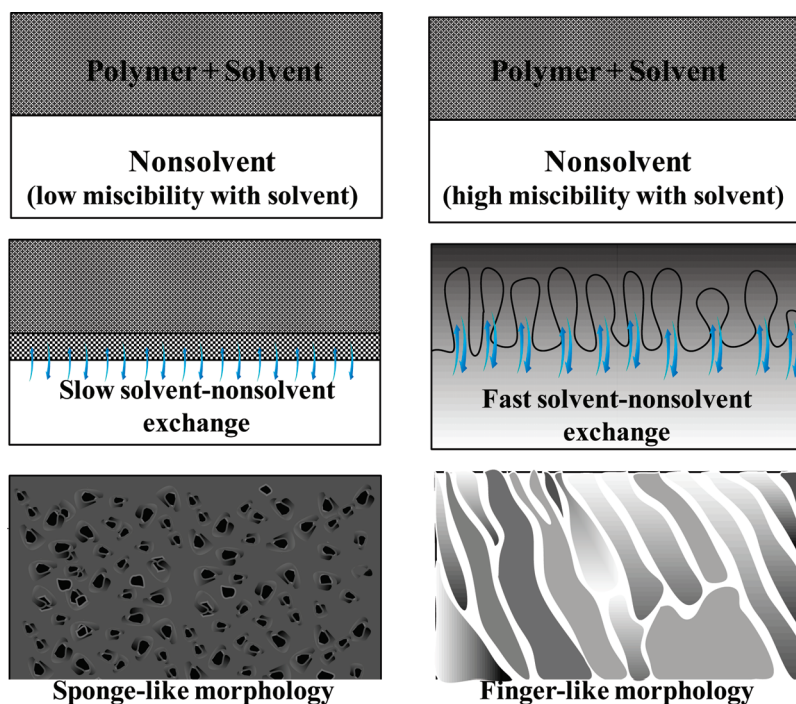 Polymer + Solvent
Nonsolvent
(low miscibility with solvent)
Polymer + Solvent
Nonsolvent
(high miscibility with solvent)
Slow solvent-nonsolvent
exchange
Fast solvent-nonsolvent
exchange
Sponge-like morphology
Finger-like morphology